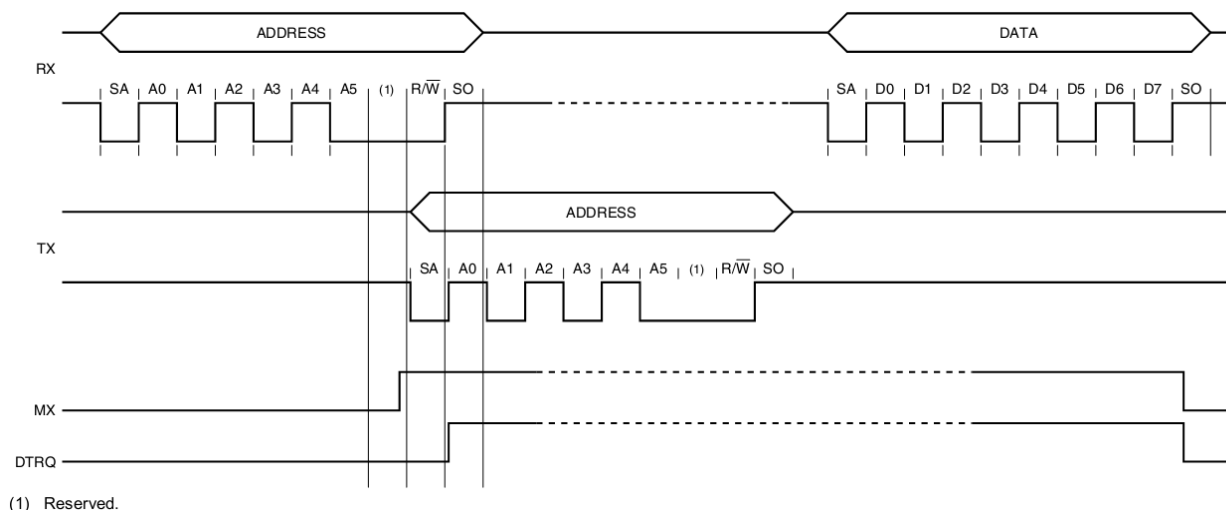 ADDRESS DATA
RX
SA A0 A1 A2 A3 A4 A5 (1) R/W̅ SO SA D0 D1 D2 D3 D4 D5 D6 D7 SO
ADDRESS
TX
SA A0 A1 A2 A3 A4 A5 (1) R/W̅ SO
MX
DTRQ
(1) Reserved.